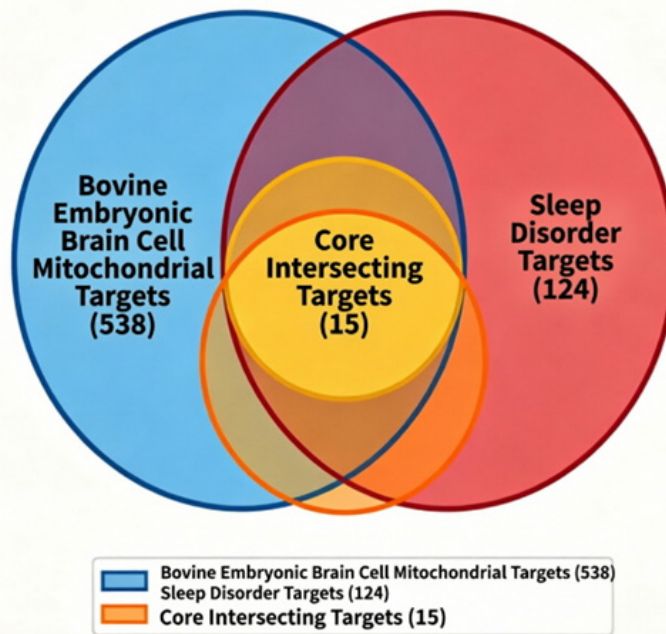 Bovine
Embryonic
Brain Cell
Mitochondrial
Targets
(538)
Core
Intersecting
Targets
(15)
Sleep
Disorder
Targets
(124)
Bovine Embryonic Brain Cell Mitochondrial Targets (538)
Sleep Disorder Targets (124)
Core Intersecting Targets (15)